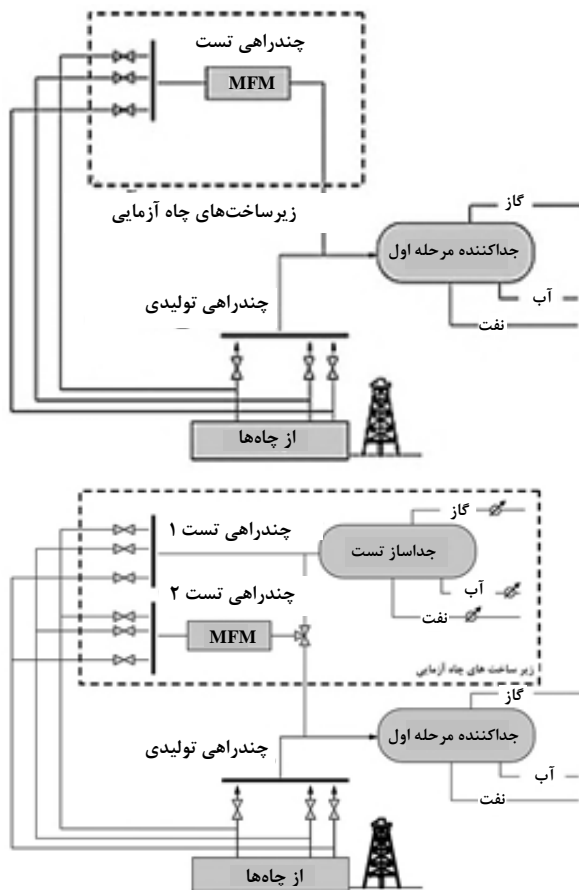 چندراهی تست
MFM
زیرساخت‌های چاه آزمایی
گاز
جداکننده مرحله اول
آب
نفت
چندراهی تولیدی
از چاه‌ها
چندراهی تست ۱
گاز
جداساز تست
آب
نفت
چندراهی تست ۲
MFM
زیر ساخت های چاه آزمایی
گاز
جداکننده مرحله اول
آب
نفت
چندراهی تولیدی
از چاه‌ها